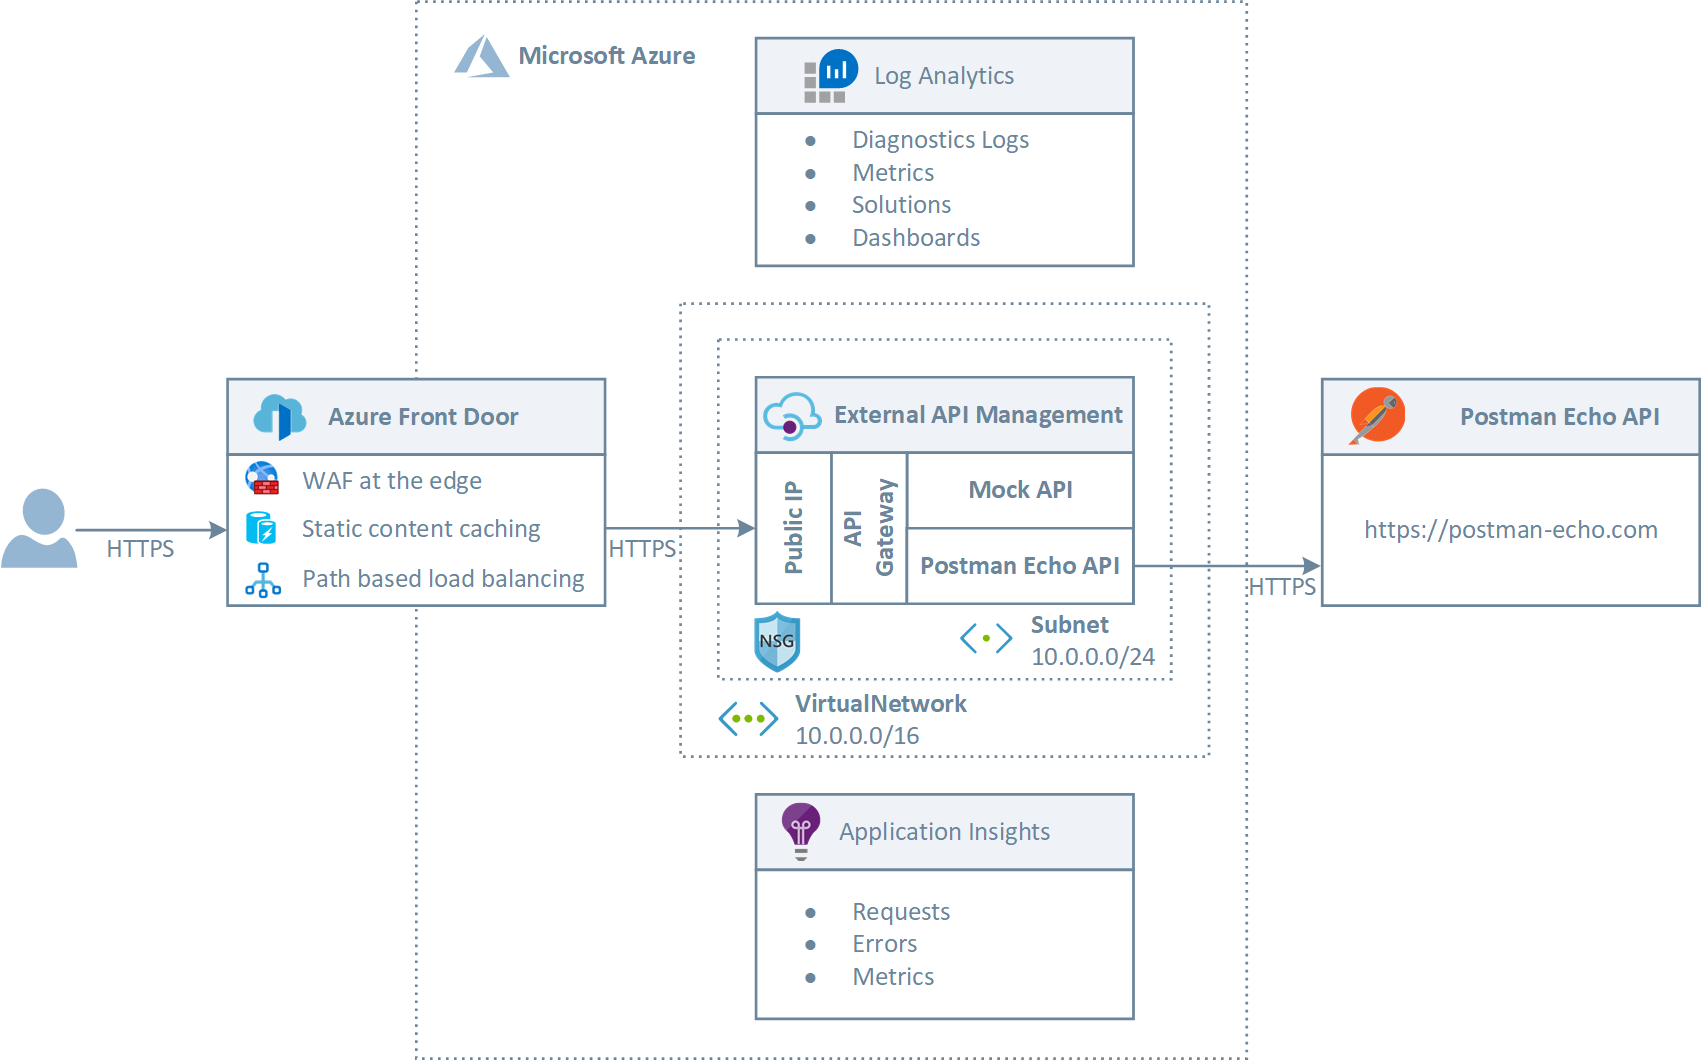 Microsoft Azure
Log Analytics
Diagnostics Logs
Metrics
Solutions
Dashboards
Azure Front Door
WAF at the edge
Static content caching
Path based load balancing
HTTPS
HTTPS
External API Management
Public IP
API
Gateway
Mock API
Postman Echo API
NSG
Subnet
10.0.0.0/24
VirtualNetwork
10.0.0.0/16
HTTPS
Postman Echo API
https://postman-echo.com
Application Insights
Requests
Errors
Metrics